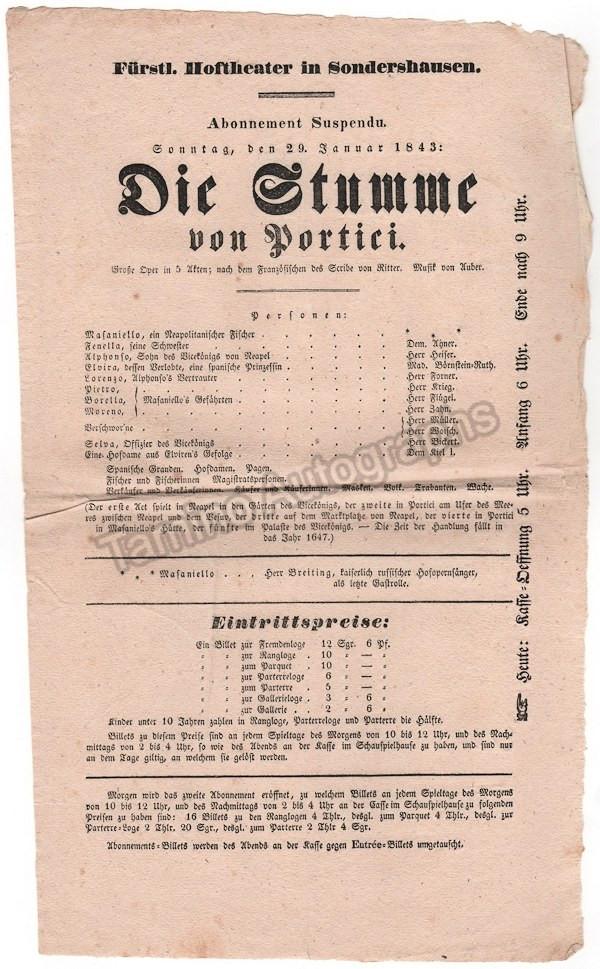 Fürstl. Hoftheater in Sondershausen.
Abonnement Suspendu.
Sonntag, den 29. Januar 1843:
Die Stumme
von Portici.
Große Oper in 5 Akten; nach dem Französischen des Scribe von Ritter. Musik von Auber.
Personen:
Masaniello, ein Neapolitanischer Fischer . . . . . . * * *
Fenella, seine Schwester . . . . . . Dem. Ahner.
Alphonso, Sohn des Vicekönigs von Neapel . . . . . . Herr Heiser.
Elvira, dessen Verlobte, eine spanische Prinzessin . . . . . Mad. Börnstein-Ruth.
Lorenzo, Alphonso's Vertrauter . . . . . . Herr Forner.
Pietro, Herr Krieg.
Borella, Masaniello's Gefährten . . . . . . Herr Flügel.
Moreno, Herr Zahn.
Verschwor'ne . . . . . . Herr Müller.
Herr Woisch.
Selva, Offizier des Vicekönigs . . . . . . Herr Bickert.
Eine Hofdame aus Elviren's Gefolge . . . . . . Dem Kiel I.
Spanische Granden. Hofdamen. Pagen.
Fischer und Fischerinnen Magistratspersonen.
Verkäufer und Verkäuferinnen. Käufer und Käuferinnen. Masken. Volk. Trabanten. Wache.
(Der erste Act spielt in Neapel in den Gärten des Vicekönigs, der zweite in Portici am Ufer des Mee-
res zwischen Neapel und dem Vesuv, der dritte auf dem Marktplatze von Neapel, der vierte in Portici
in Masaniello's Hütte, der fünfte im Palaste des Vicekönigs. — Die Zeit der Handlung fällt in
das Jahr 1647.)
* * * Masaniello . . . Herr Breiting, kaiserlich russischer Hofopernsänger,
als letzte Gastrolle.
Eintrittspreise:
Ein Billet zur Fremdenloge 12 Sgr. 6 Pf.
" " zur Rangloge . 10 " — "
" " zum Parquet . 10 " — "
" " zur Parterreloge 6 " — "
" " zum Parterre . 5 " — "
" " zur Gallerieloge . 3 " 6 "
" " zur Gallerie . . 2 " 6 "
Kinder unter 10 Jahren zahlen in Rangloge, Parterreloge und Parterre die Hälfte.
Billets zu diesem Preise sind an jedem Spieltage des Morgens von 10 bis 12 Uhr, und des Nach-
mittags von 2 bis 4 Uhr, so wie des Abends an der Kasse im Schauspielhause zu haben, und sind nur
an dem Tage giltig, an welchem sie gelöst werden.
Morgen wird das zweite Abonnement eröffnet, zu welchem Billets an jedem Spieltage des Morgens
von 10 bis 12 Uhr, und des Nachmittags von 2 bis 4 Uhr an der Casse im Schauspielhause zu folgenden
Preisen zu haben sind: 16 Billets zu den Ranglogen 4 Thlr., desgl. zum Parquet 4 Thlr., desgl. zur
Parterre-Loge 2 Thlr. 20 Sgr., desgl. zum Parterre 2 Thlr 4 Sgr.
Abonnements-Billets werden des Abends an der Kasse gegen Entrée-Billets umgetauscht.
Heute: Kasse-Oeffnung 5 Uhr. Anfang 6 Uhr. Ende nach 9 Uhr.
Tamino Autographs